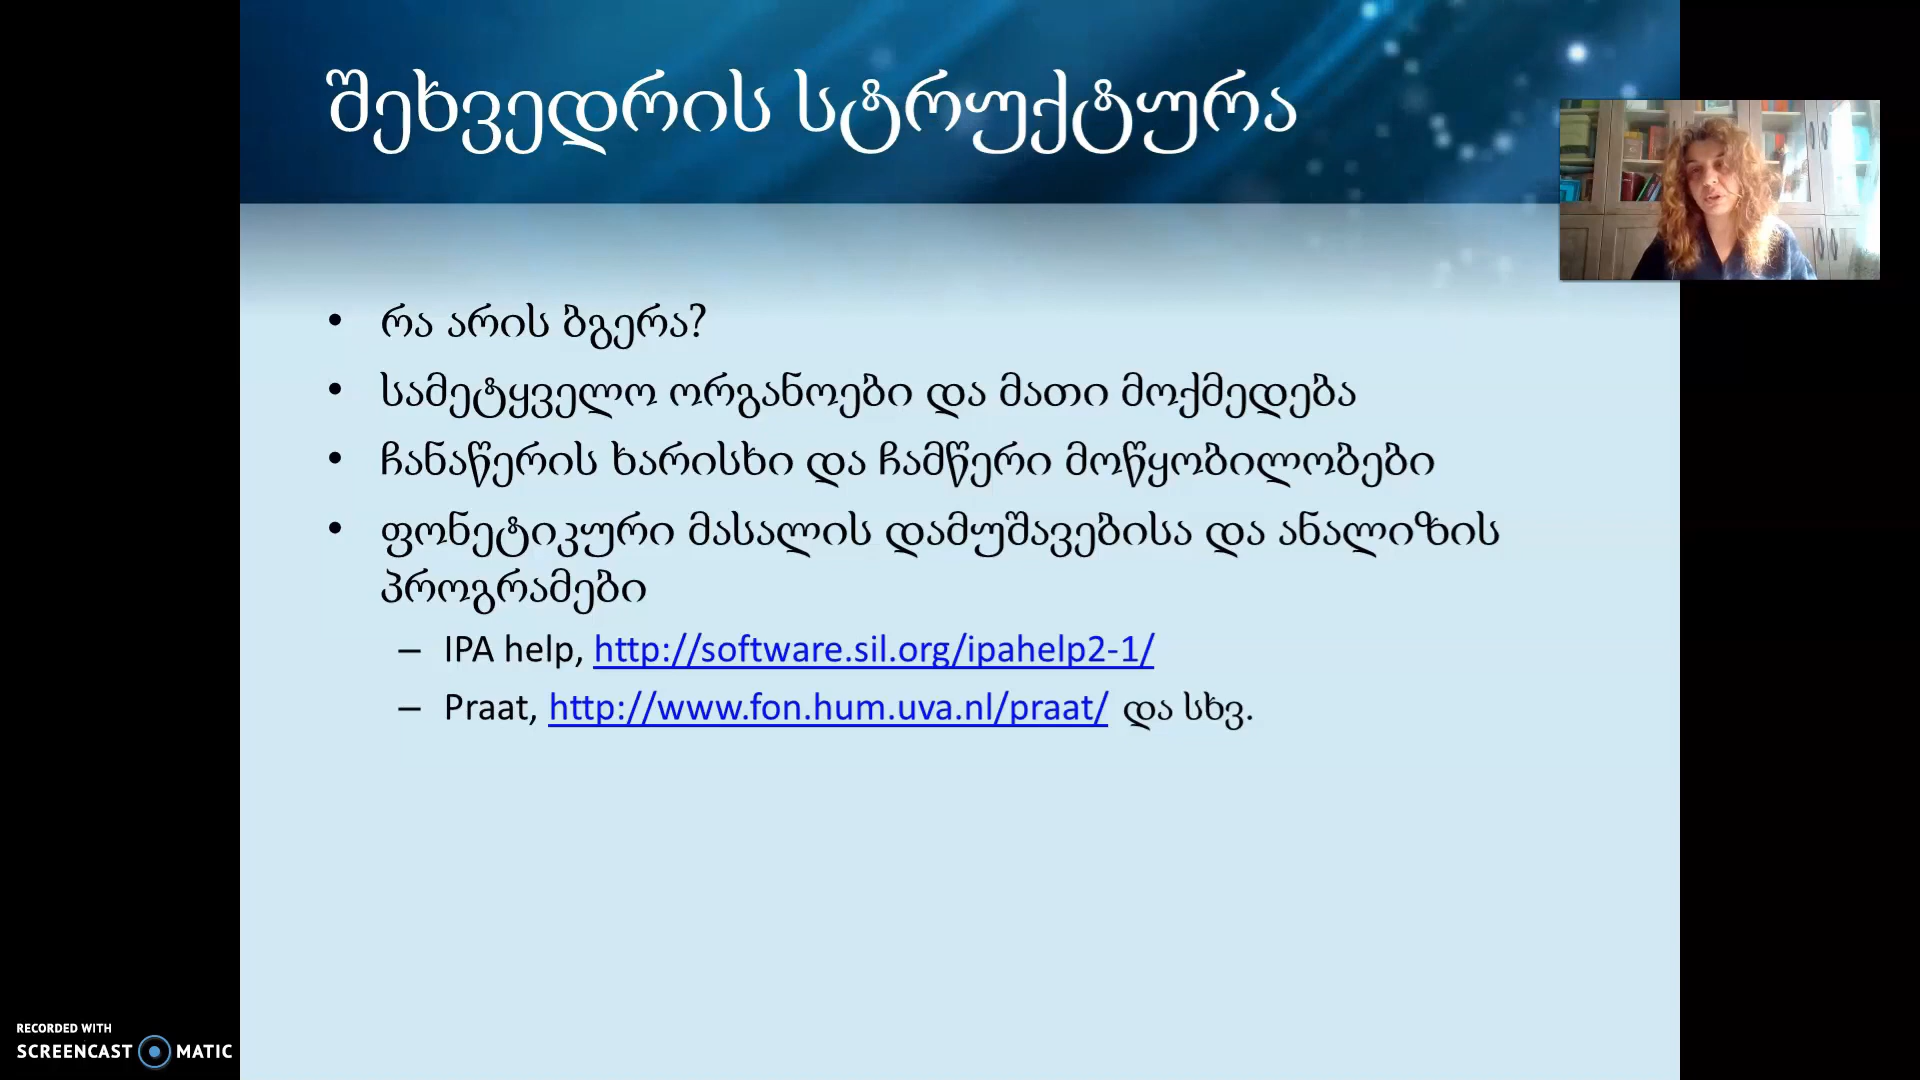 შეხვედრის სტრუქტურა
• რა არის ბგერა?
• სამეტყველო ორგანოები და მათი მოქმედება
• ჩანაწერის ხარისხი და ჩამწერი მოწყობილობები
• ფონეტიკური მასალის დამუშავებისა და ანალიზის
პროგრამები
– IPA help, http://software.sil.org/ipahelp2-1/
– Praat, http://www.fon.hum.uva.nl/praat/ და სხვ.
RECORDED WITH
SCREENCAST MATIC